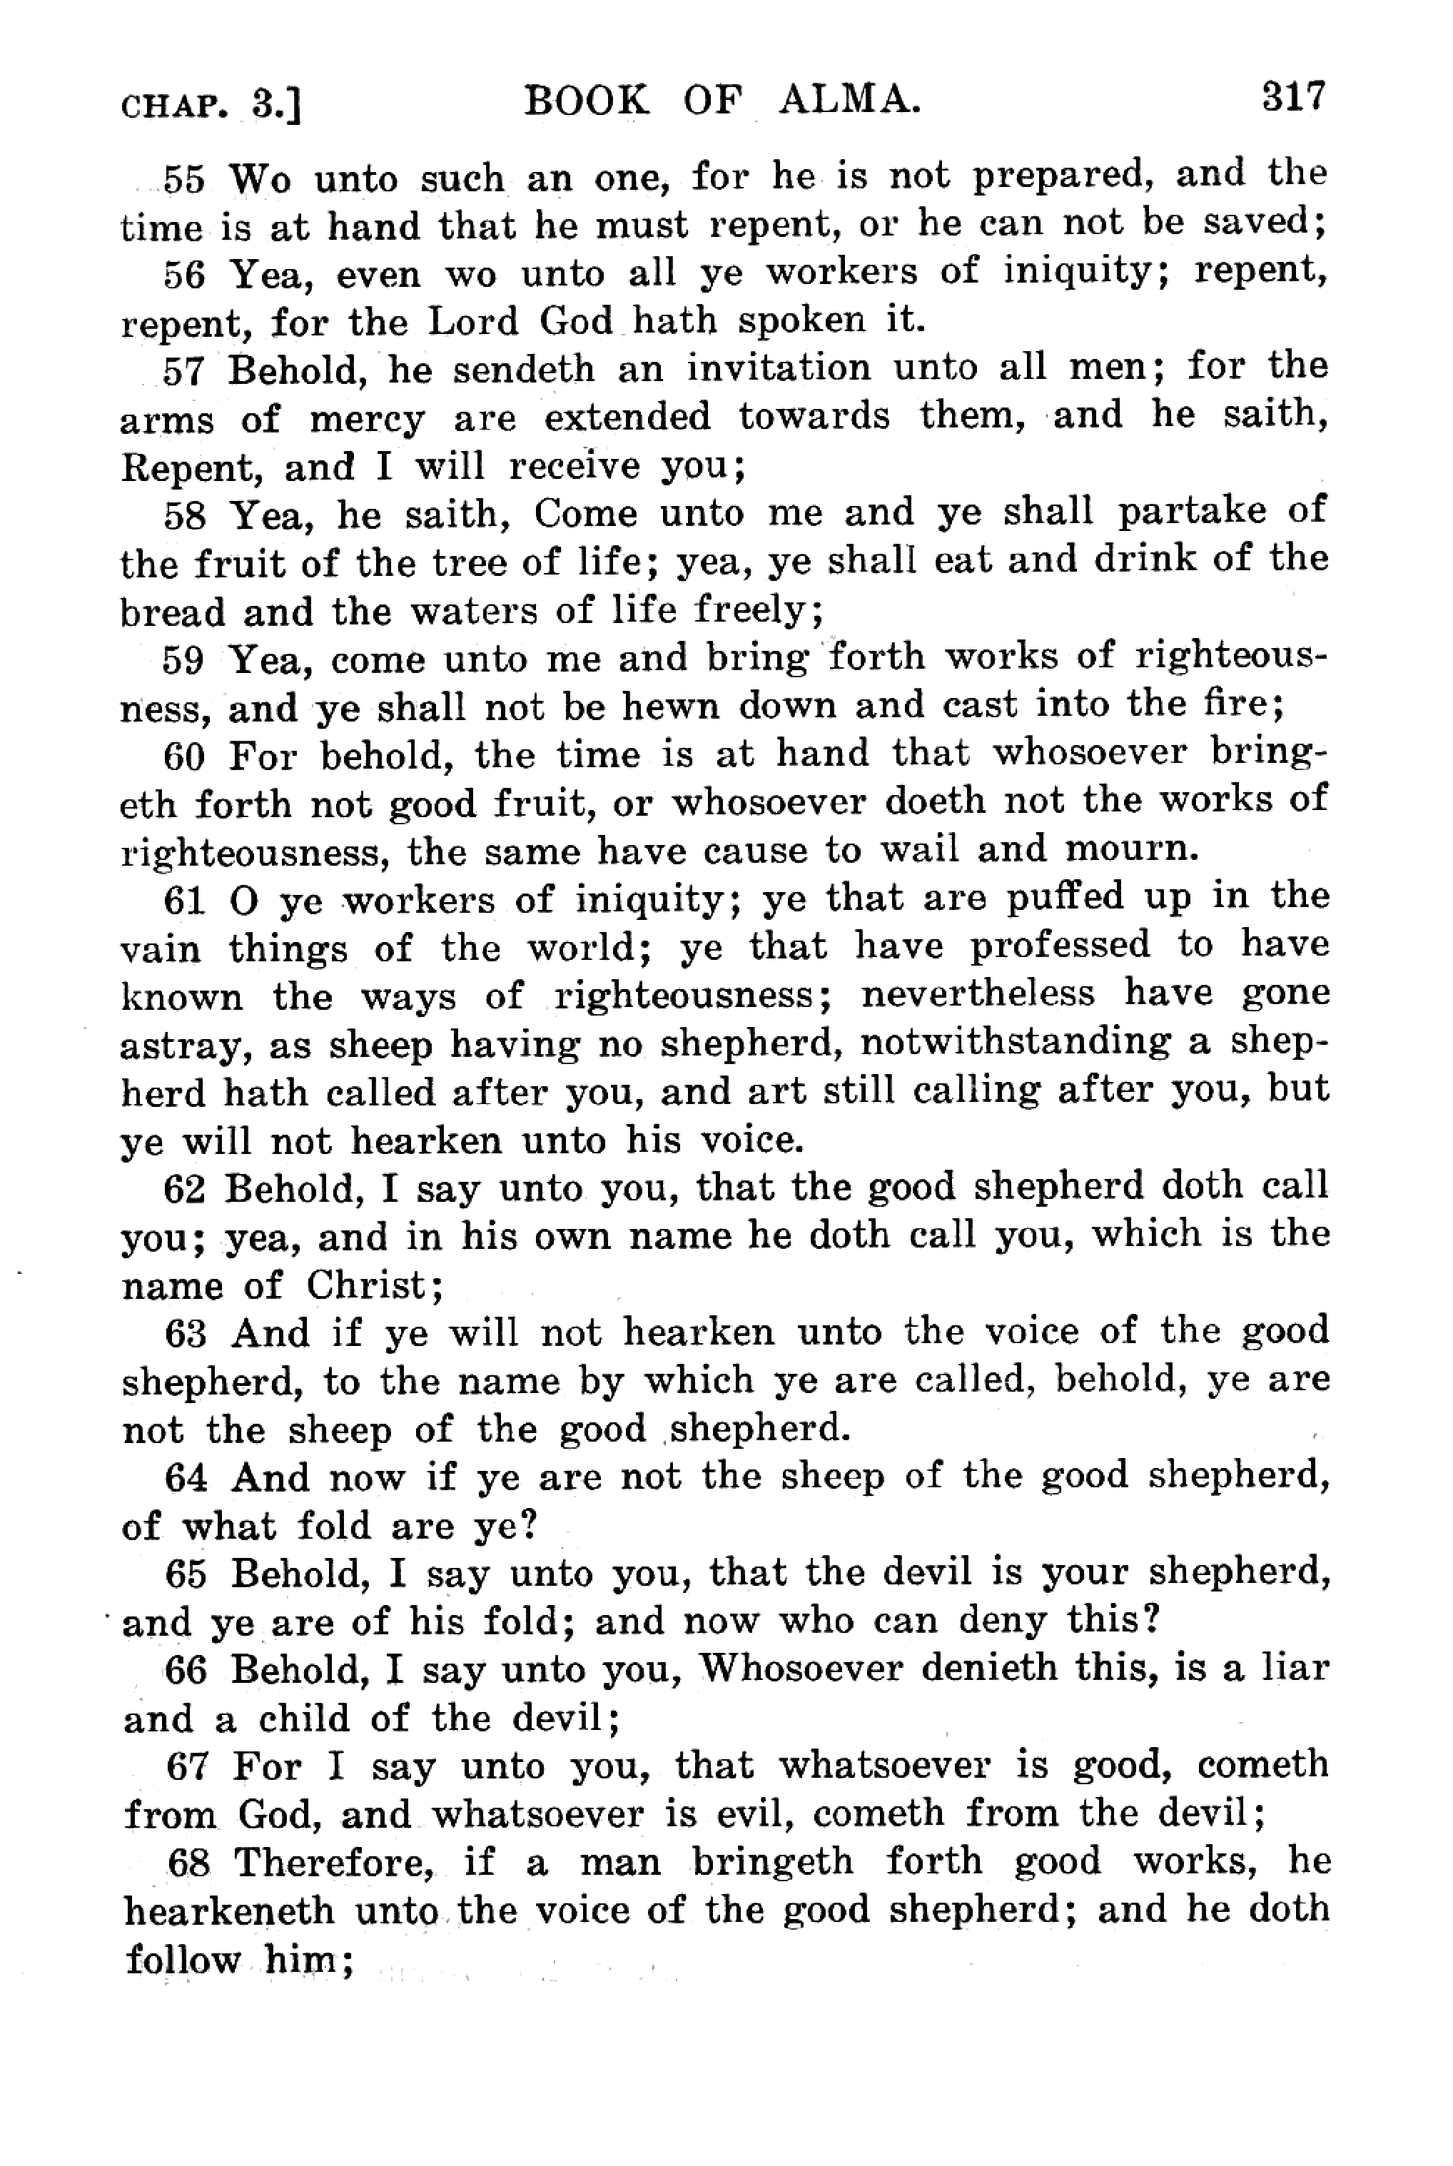 CHAP. 3.] BOOK OF ALMA. 317
55 Wo unto such an one, for he is not prepared, and the
time is at hand that he must repent, or he can not be saved;
56 Yea, even wo unto all ye workers of iniquity; repent,
repent, for the Lord God hath spoken it.
57 Behold, he sendeth an invitation unto all men; for the
arms of mercy are extended towards them, and he saith,
Repent, and I will receive you;
58 Yea, he saith, Come unto me and ye shall partake of
the fruit of the tree of life; yea, ye shall eat and drink of the
bread and the waters of life freely;
59 Yea, come unto me and bring forth works of righteous-
ness, and ye shall not be hewn down and cast into the fire;
60 For behold, the time is at hand that whosoever bring-
eth forth not good fruit, or whosoever doeth not the works of
righteousness, the same have cause to wail and mourn.
61 O ye workers of iniquity; ye that are puffed up in the
vain things of the world; ye that have professed to have
known the ways of righteousness; nevertheless have gone
astray, as sheep having no shepherd, notwithstanding a shep-
herd hath called after you, and art still calling after you, but
ye will not hearken unto his voice.
62 Behold, I say unto you, that the good shepherd doth call
you; yea, and in his own name he doth call you, which is the
name of Christ;
63 And if ye will not hearken unto the voice of the good
shepherd, to the name by which ye are called, behold, ye are
not the sheep of the good shepherd.
64 And now if ye are not the sheep of the good shepherd,
of what fold are ye?
65 Behold, I say unto you, that the devil is your shepherd,
and ye are of his fold; and now who can deny this?
66 Behold, I say unto you, Whosoever denieth this, is a liar
and a child of the devil;
67 For I say unto you, that whatsoever is good, cometh
from God, and whatsoever is evil, cometh from the devil;
68 Therefore, if a man bringeth forth good works, he
hearkeneth unto the voice of the good shepherd; and he doth
follow him;